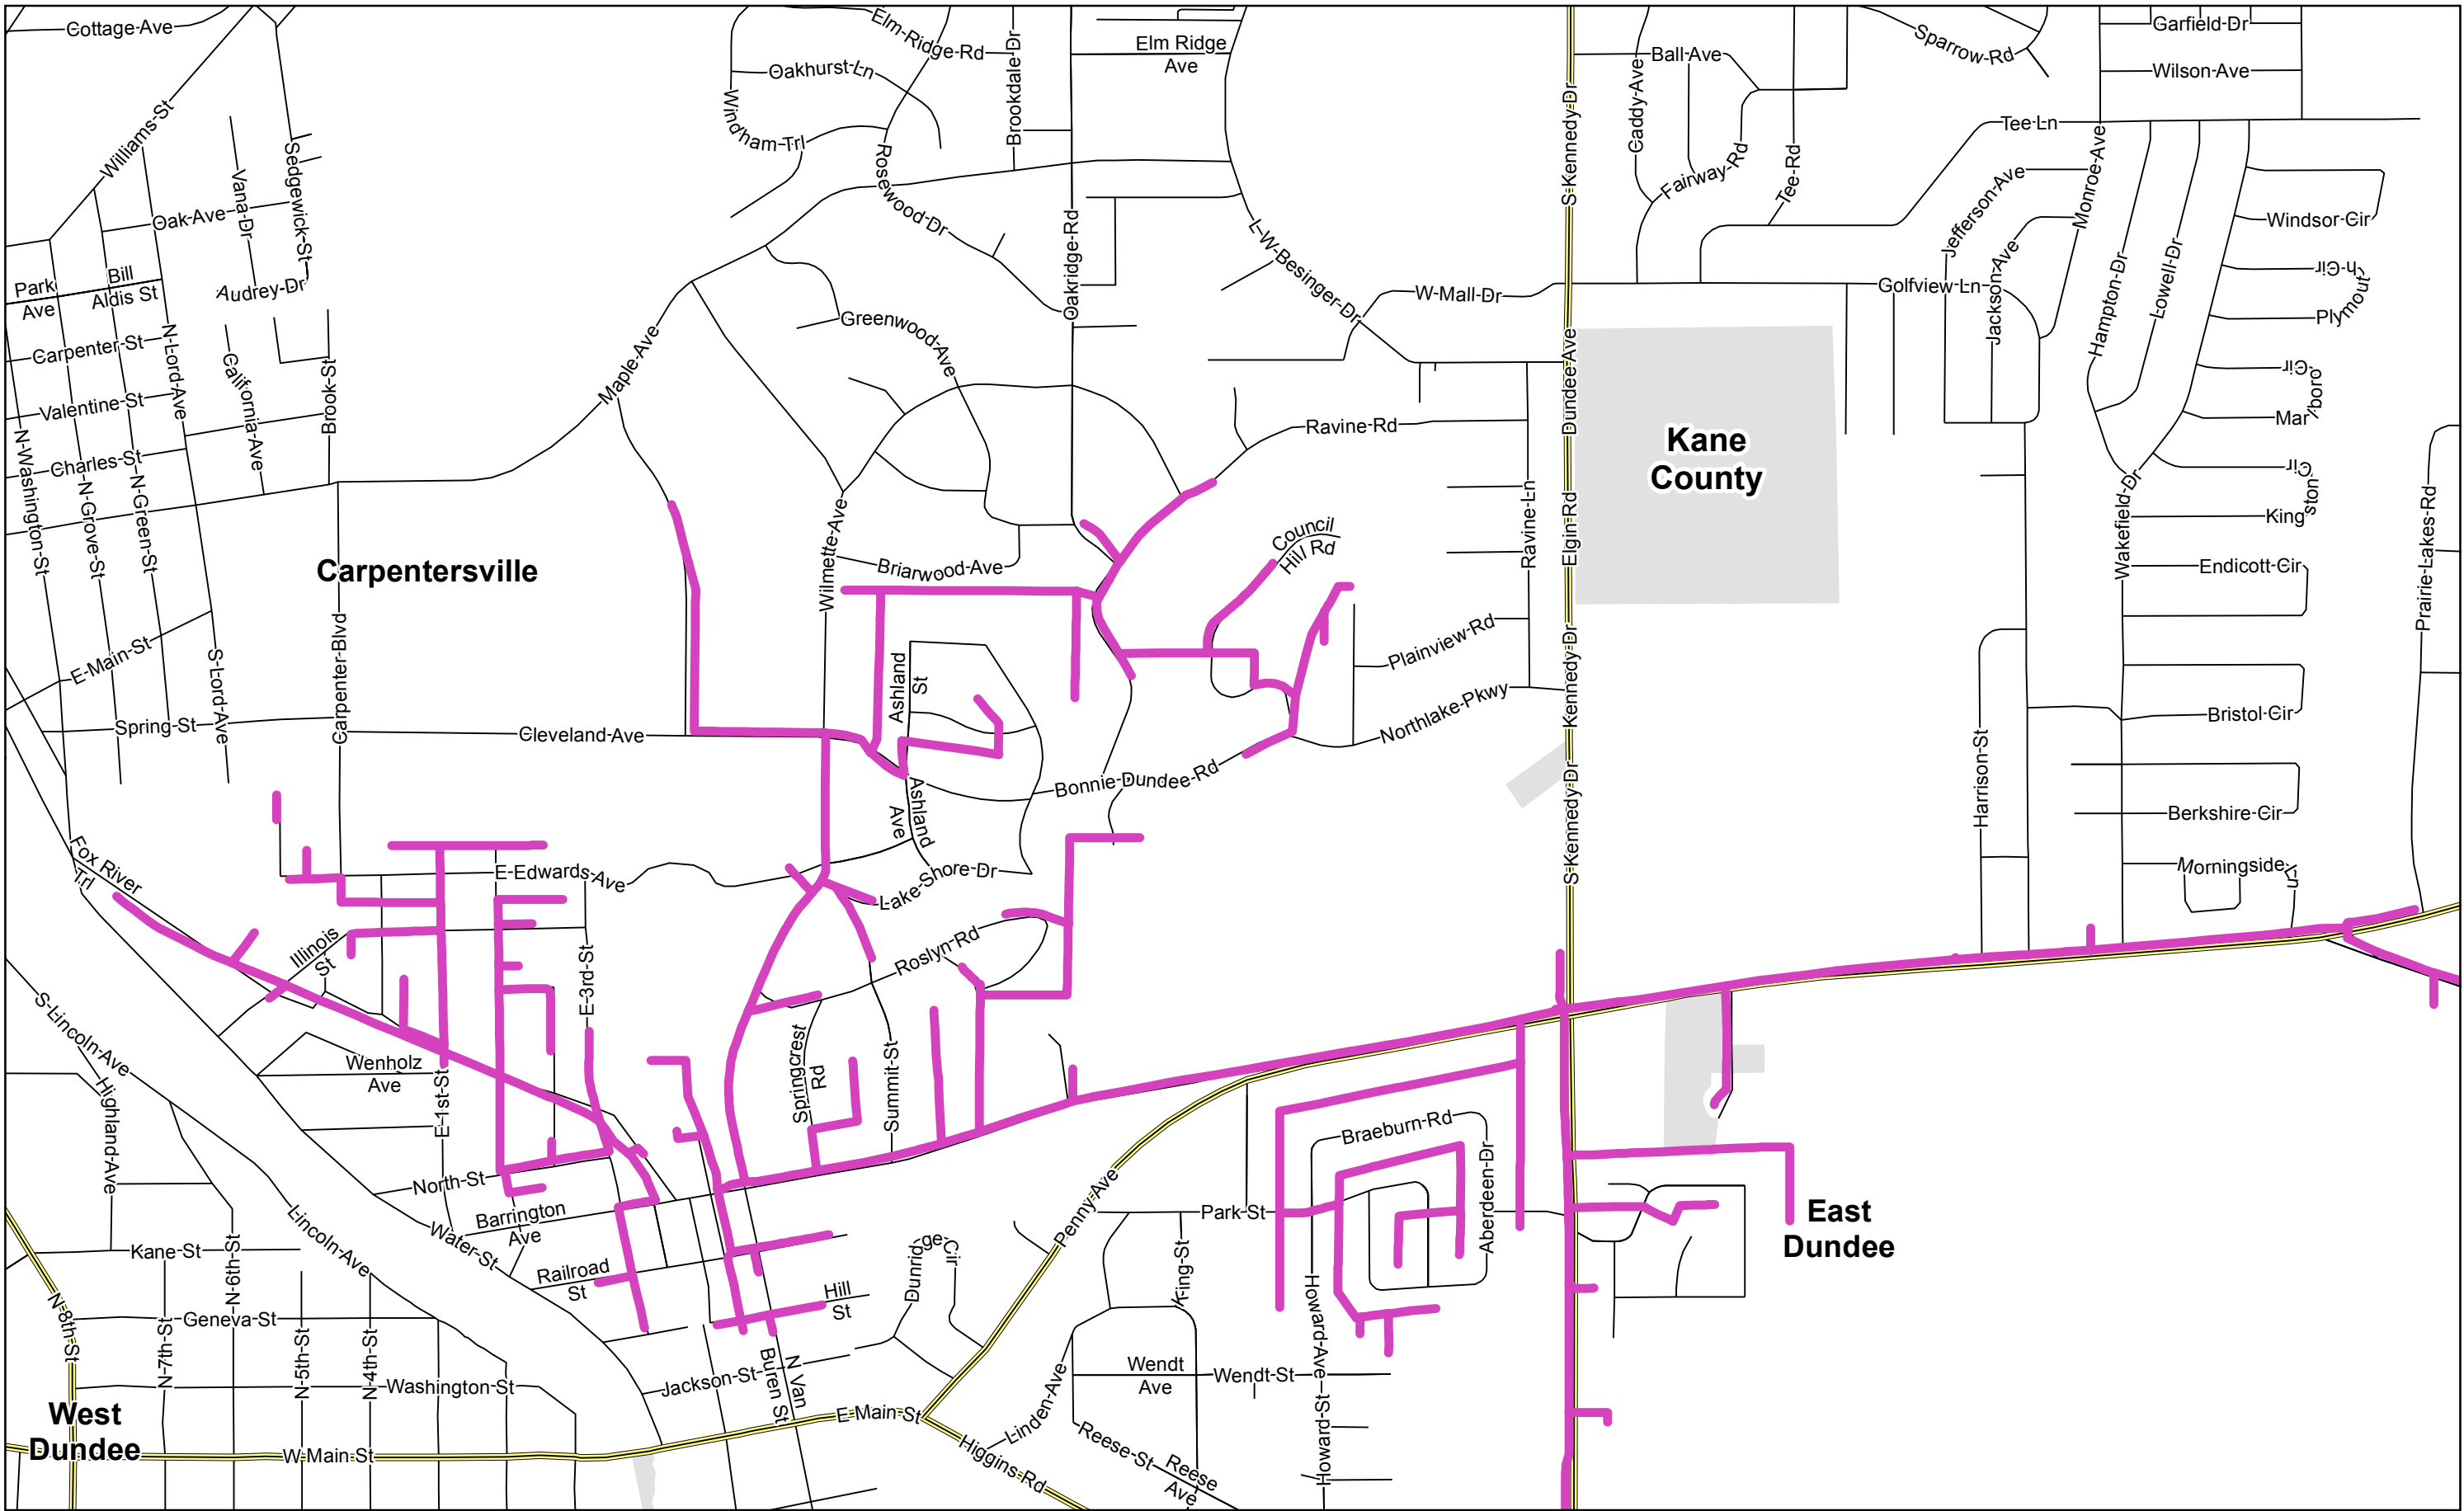 Cottage Ave
Williams St
Vana Dr
Sedgewick St
Oak Ave
Bill
Aldis St
Park
Ave
Audrey Dr
Carpenter St
N Lord Ave
California Ave
Brook St
Valentine St
Charles St
N Washington St
N Grove St
N Green St
Carpentersville
E Main St
S Lord Ave
Carpenter Blvd
Spring St
Cleveland Ave
Elm Ridge Rd
Oakhurst Ln
Windham Trl
Rosewood Dr
Brookdale Dr
Elm Ridge
Ave
Oakridge Rd
L W Besinger Dr
Maple Ave
Greenwood Ave
Wilmette Ave
Briarwood Ave
Ravine Rd
Council
Hill Rd
Ravine Ln
Plainview Rd
Northlake Pkwy
Bonnie Dundee Rd
Ashland
St
Ashland
Ave
Lake Shore Dr
W Mall Dr
S Kennedy Dr
Dundee Ave
Elgin Rd
Kennedy Dr
S Kennedy Dr
Caddy Ave
Ball Ave
Fairway Rd
Tee Rd
Sparrow Rd
Garfield Dr
Wilson Ave
Tee Ln
Jefferson Ave
Monroe Ave
Jackson Ave
Golfview Ln
Hampton Dr
Lowell Dr
Windsor Cir
Plymouth Cir
Marlboro Cir
Kingston Cir
Endicott Cir
Bristol Cir
Berkshire Cir
Morningside Ln
Wakefield Dr
Harrison St
Prairie Lakes Rd
Kane
County
Fox River
Trl
E Edwards Ave
Illinois
St
E 3rd St
Roslyn Rd
Springcrest
Rd
Summit St
Wenholz
Ave
E 1st St
S Lincoln Ave
Highland Ave
North St
Barrington
Ave
Water St
Lincoln Ave
Railroad
St
Kane St
N 6th St
N 8th St
Geneva St
N 7th St
N 5th St
N 4th St
Washington St
West
Dundee
W Main St
Hill
St
Jackson St
N Van
Buren St
E Main St
Dunridge Cir
Penny Ave
Higgins Rd
Linden Ave
Reese St
Reese
Ave
Wendt
Ave
Wendt St
King St
Park St
Braeburn Rd
Aberdeen Dr
Howard Ave
Howard St
East
Dundee